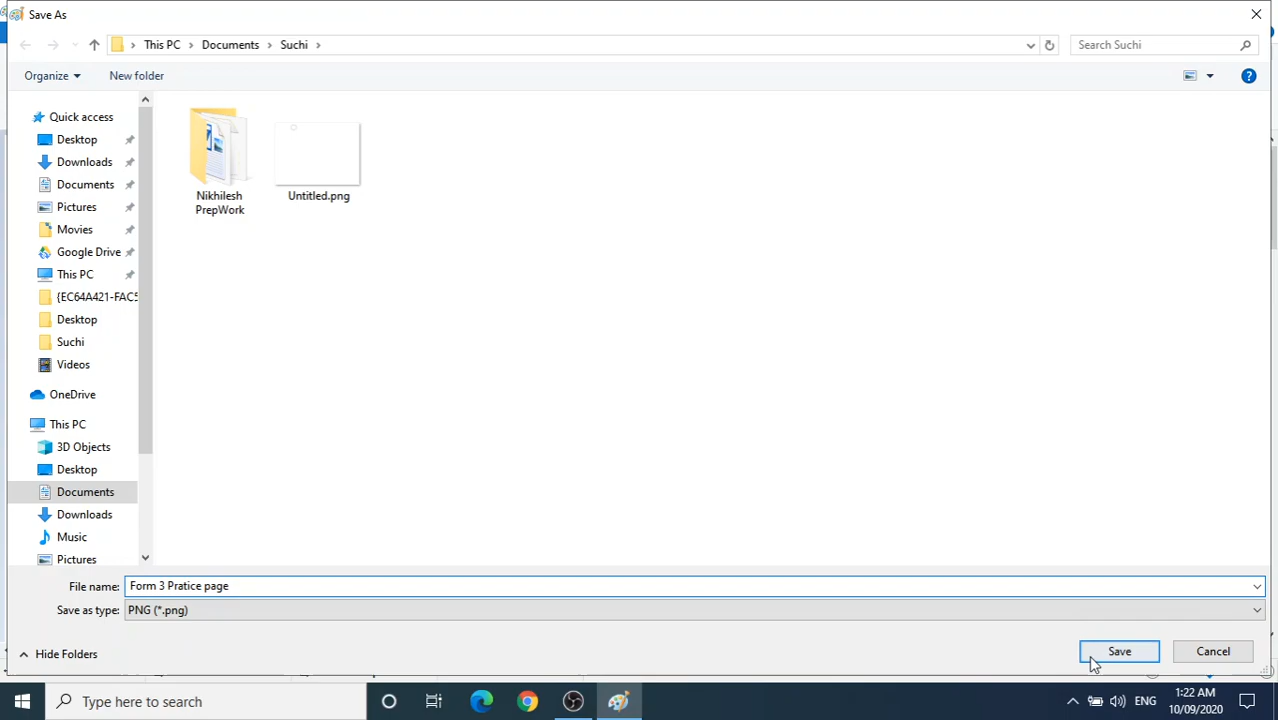 Save As
This PC
Documents
Suchi
Search Suchi
Organize
New folder
Quick access
Desktop
Downloads
Documents
Pictures
Movies
Google Drive
This PC
{EC64A421-FAC5
Desktop
Suchi
Videos
OneDrive
This PC
3D Objects
Desktop
Documents
Downloads
Music
Pictures
Nikhilesh
PrepWork
Untitled.png
File name: Form 3 Pratice page
Save as type: PNG (*.png)
Hide Folders
Save
Cancel
Type here to search
ENG
1:22 AM
10/09/2020